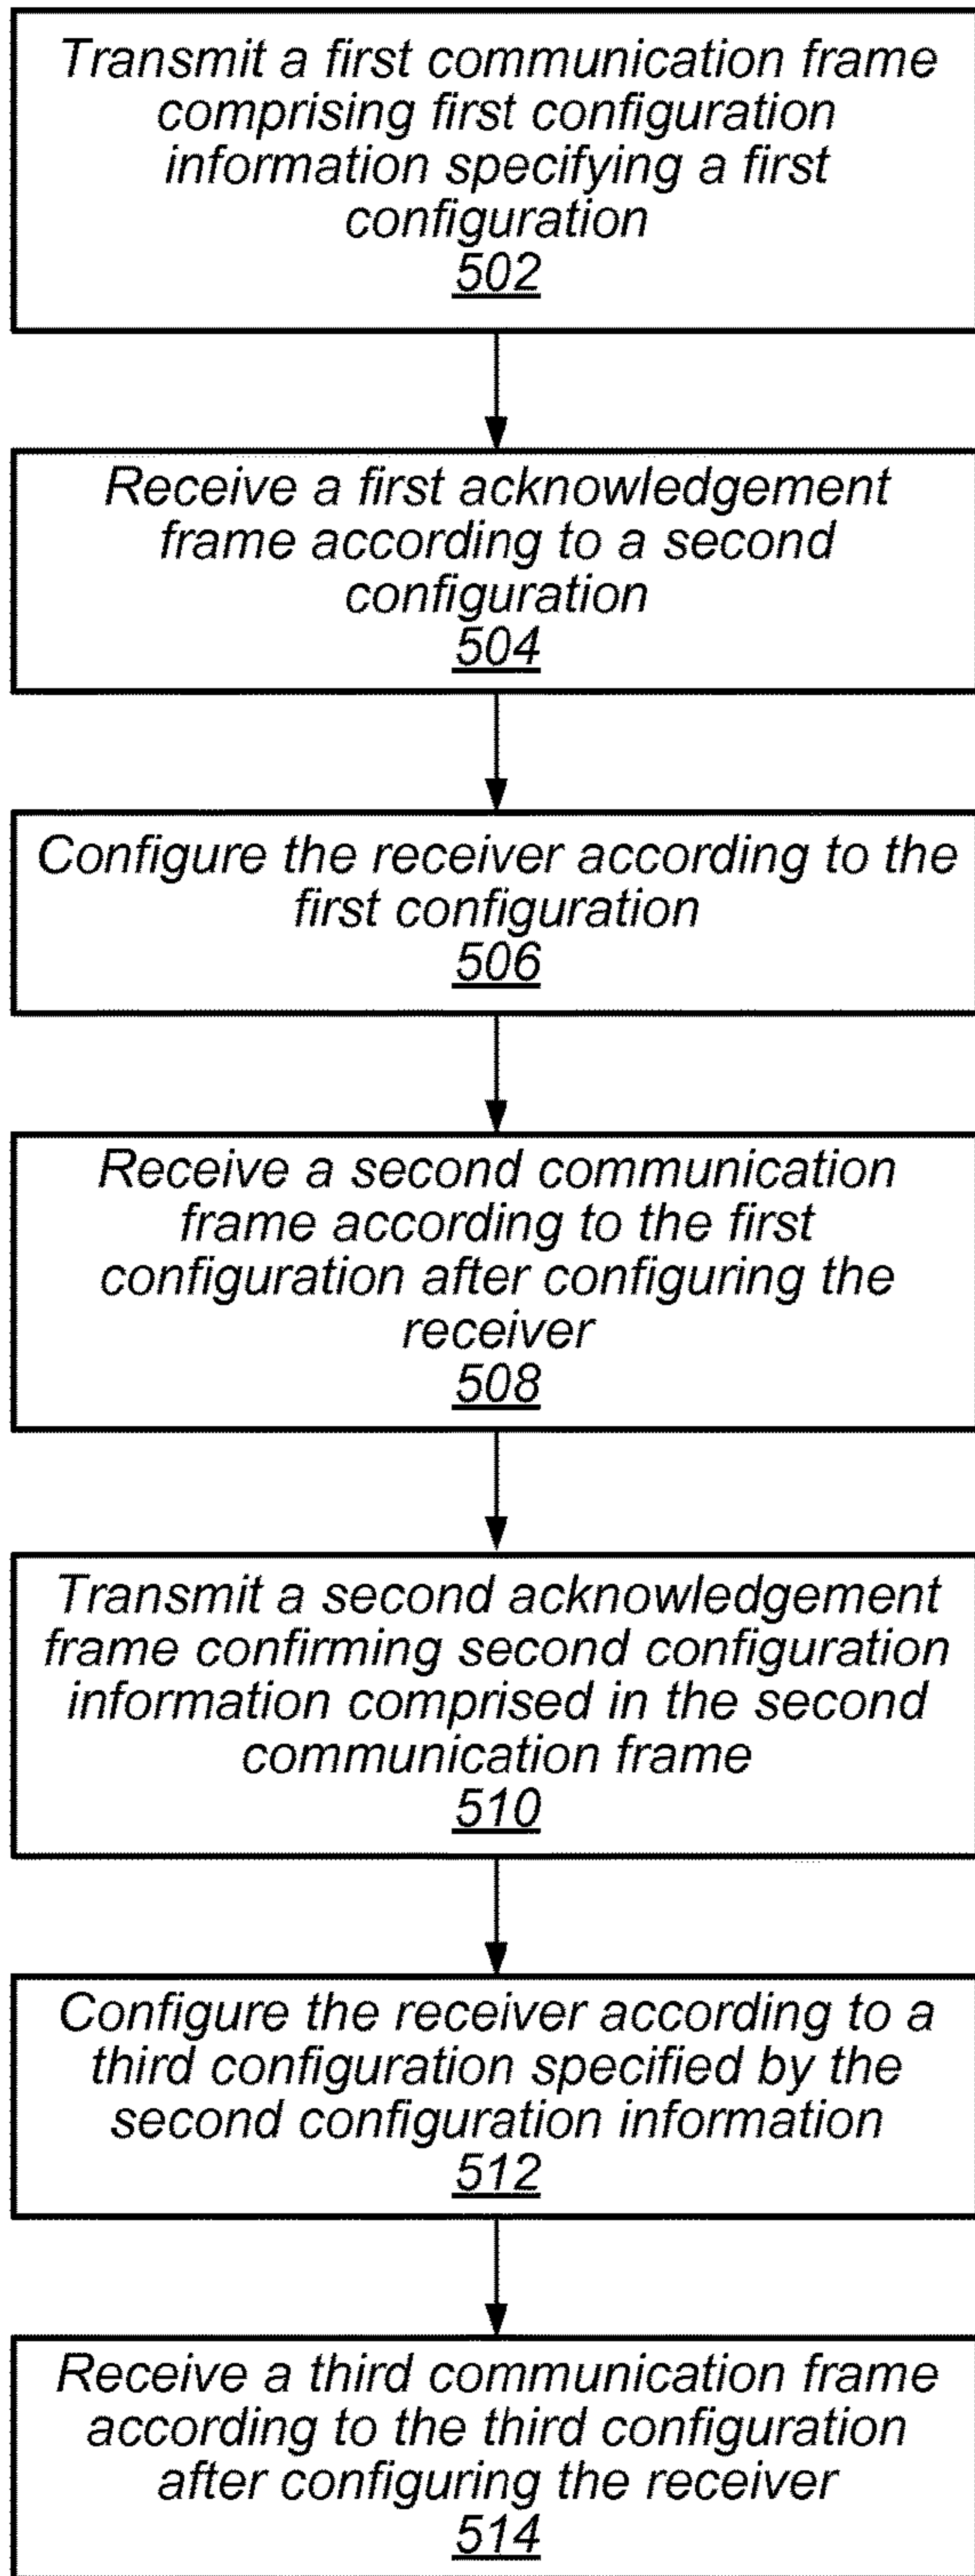 Transmit a first communication frame
comprising first configuration
information specifying a first
configuration
502
Receive a first acknowledgement
frame according to a second
configuration
504
Configure the receiver according to the
first configuration
506
Receive a second communication
frame according to the first
configuration after configuring the
receiver
508
Transmit a second acknowledgement
frame confirming second configuration
information comprised in the second
communication frame
510
Configure the receiver according to a
third configuration specified by the
second configuration information
512
Receive a third communication frame
according to the third configuration
after configuring the receiver
514